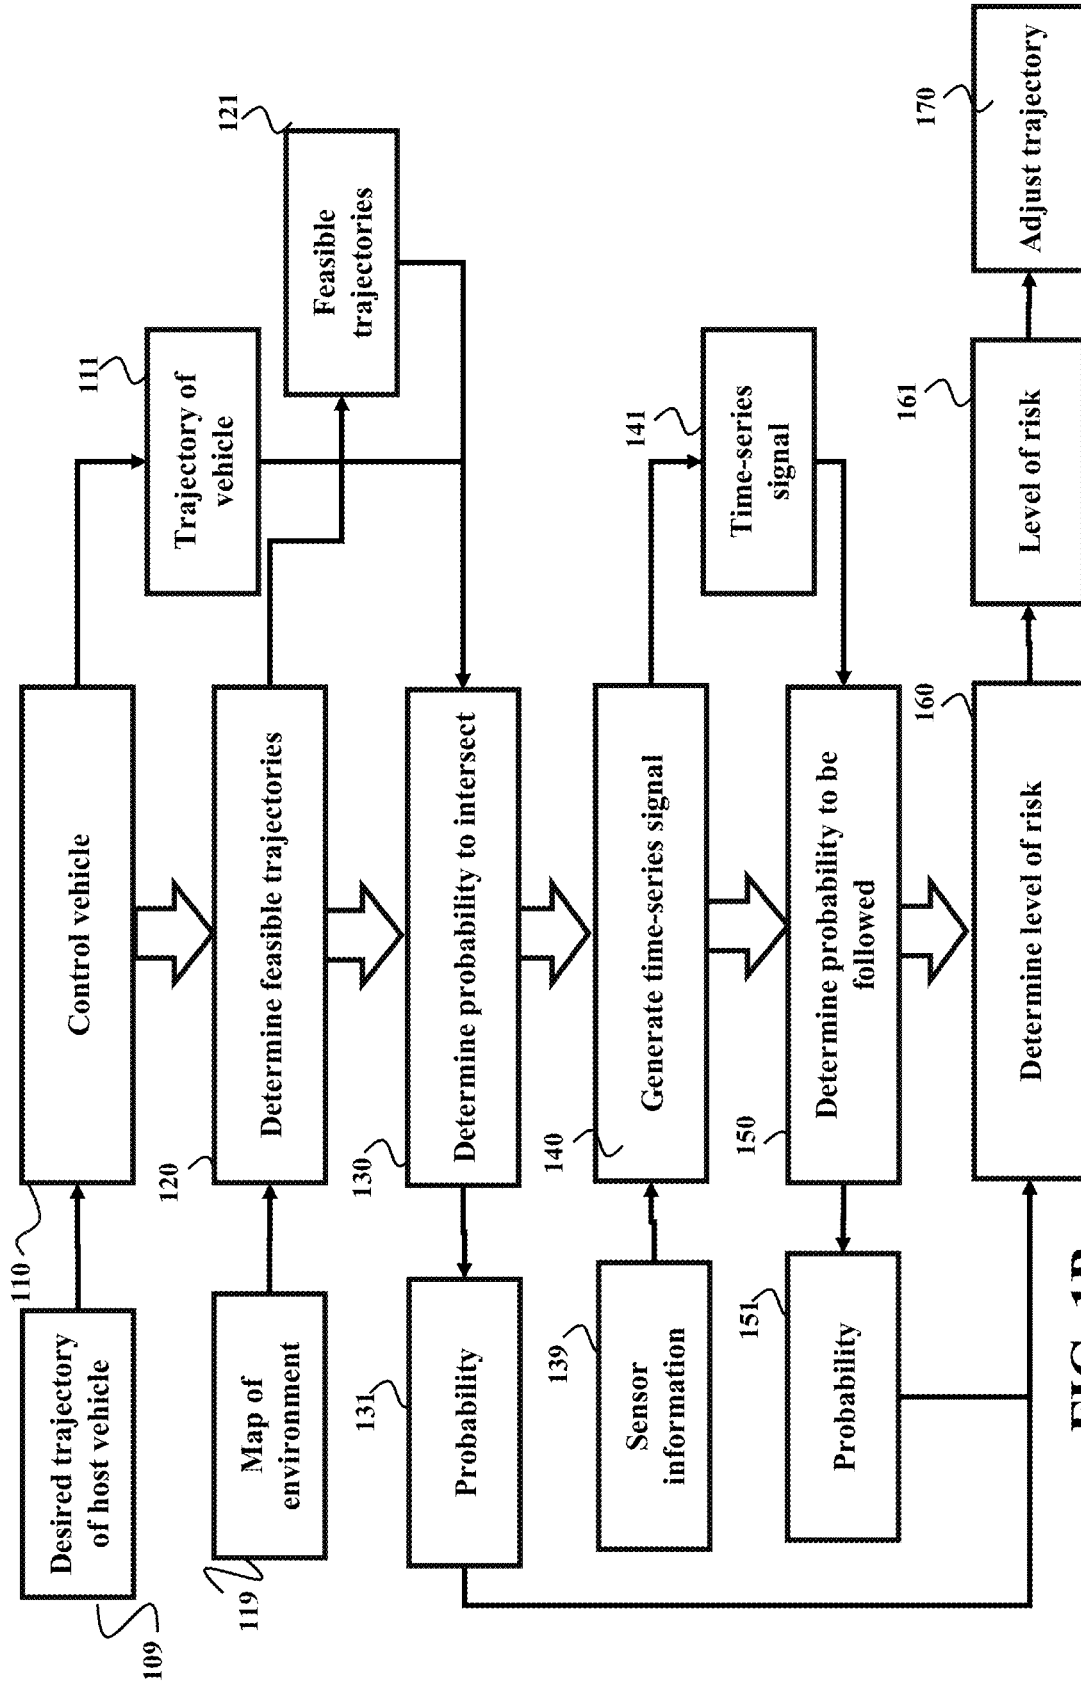 109
Desired trajectory
of host vehicle
110
Control vehicle
111
Trajectory of
vehicle
119
Map of
environment
120
Determine feasible trajectories
121
Feasible
trajectories
131
Probability
130
Determine probability to intersect
139
Sensor
information
140
Generate time-series signal
141
Time-series
signal
151
Probability
150
Determine probability to be
followed
160
Determine level of risk
161
Level of risk
170
Adjust trajectory